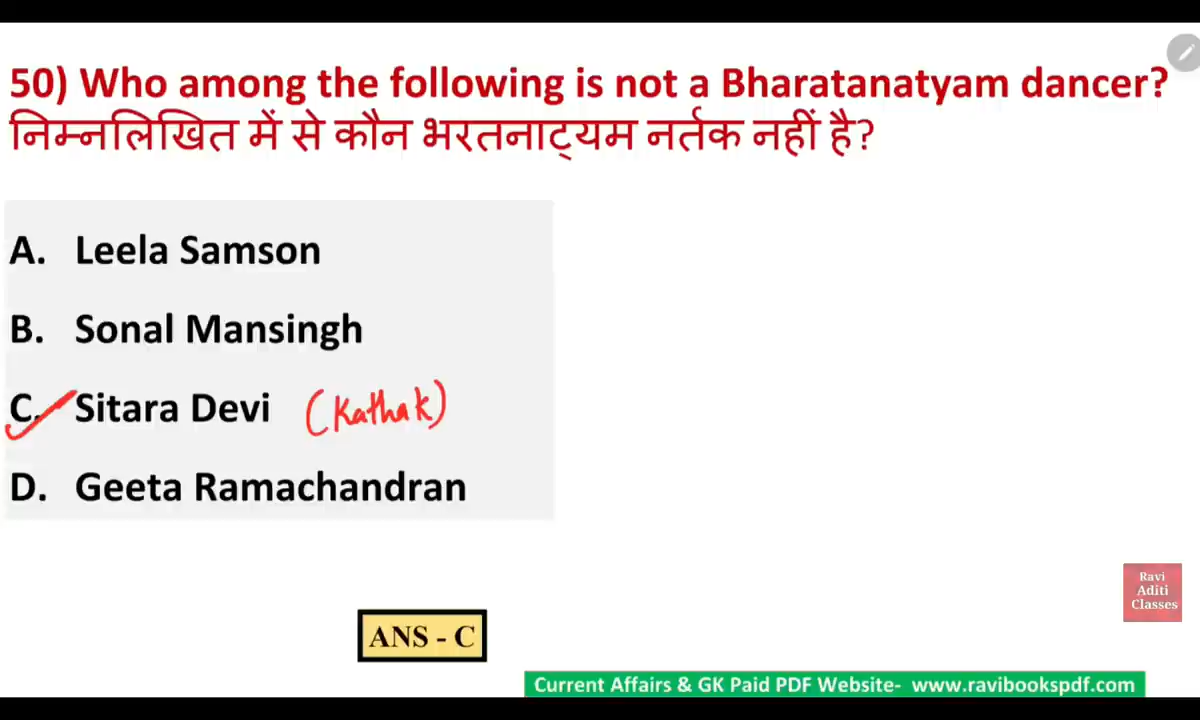 50) Who among the following is not a Bharatanatyam dancer?
निम्नलिखित में से कौन भरतनाट्यम नर्तक नहीं है?
A. Leela Samson
B. Sonal Mansingh
C. Sitara Devi (Kathak)
D. Geeta Ramachandran
Ravi
Aditi
Classes
ANS - C
Current Affairs & GK Paid PDF Website- www.ravibookspdf.com